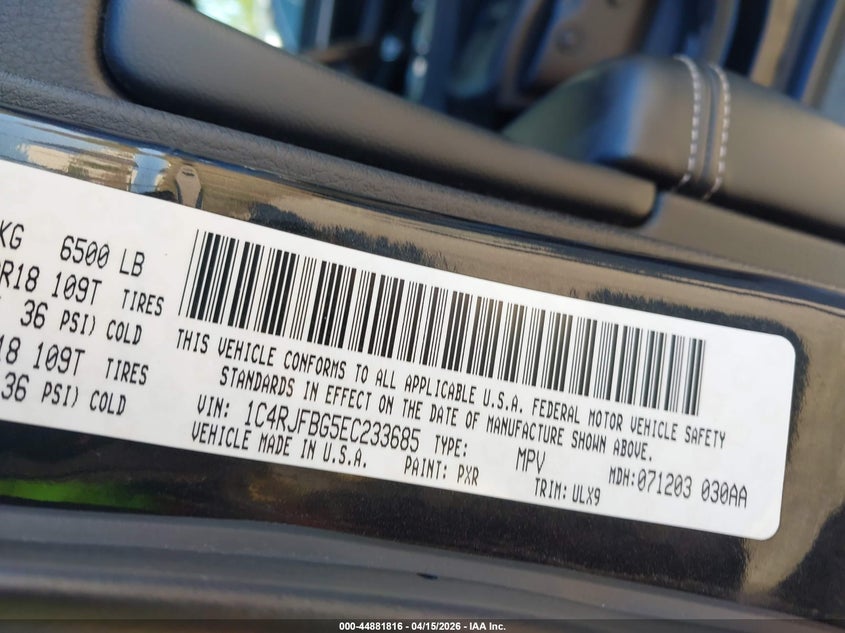 KG 6500 LB
R18 109T TIRES
36 PSI) COLD
18 109T TIRES
36 PSI) COLD
THIS VEHICLE CONFORMS TO ALL APPLICABLE U.S.A. FEDERAL MOTOR VEHICLE SAFETY
STANDARDS IN EFFECT ON THE DATE OF MANUFACTURE SHOWN ABOVE.
VIN: 1C4RJFBG5EC233685 TYPE: MPV MDH:071203 030AA
VEHICLE MADE IN U.S.A. PAINT: PXR TRIM: ULX9
000-44881816 - 04/15/2026 - IAA Inc.